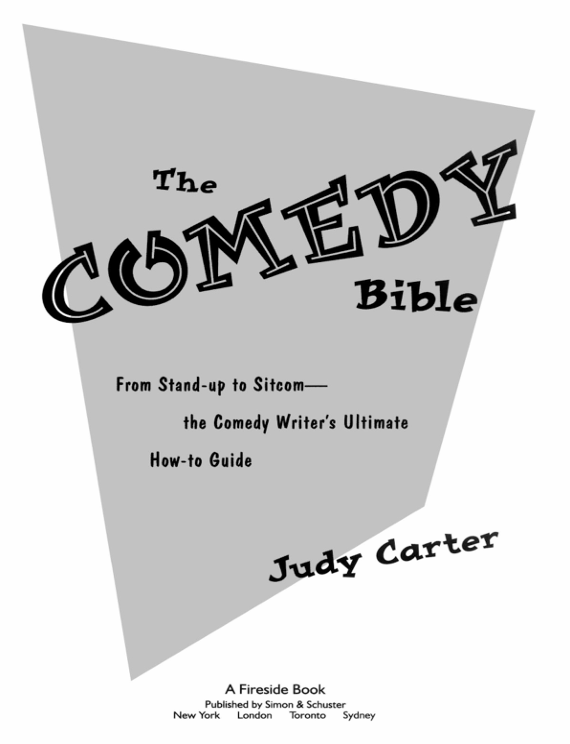 The
COMEDY
Bible
From Stand-up to Sitcom—
the Comedy Writer's Ultimate
How-to Guide
Judy Carter
A Fireside Book
Published by Simon & Schuster
New York London Toronto Sydney